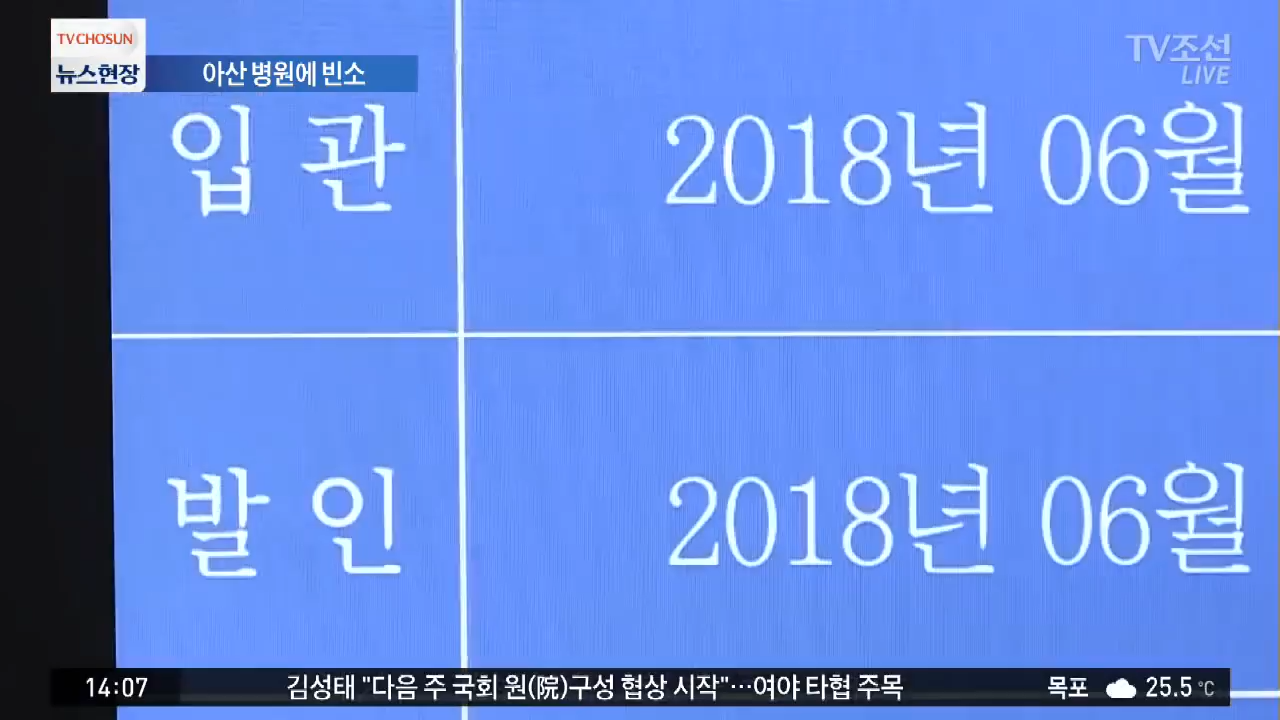 TV CHOSUN
뉴스현장
아산 병원에 빈소
TV조선
LIVE
입 관 2018년 06월
발 인 2018년 06월
14:07 김성태 "다음 주 국회 원(院)구성 협상 시작"…여야 타협 주목 목포 25.5 ℃